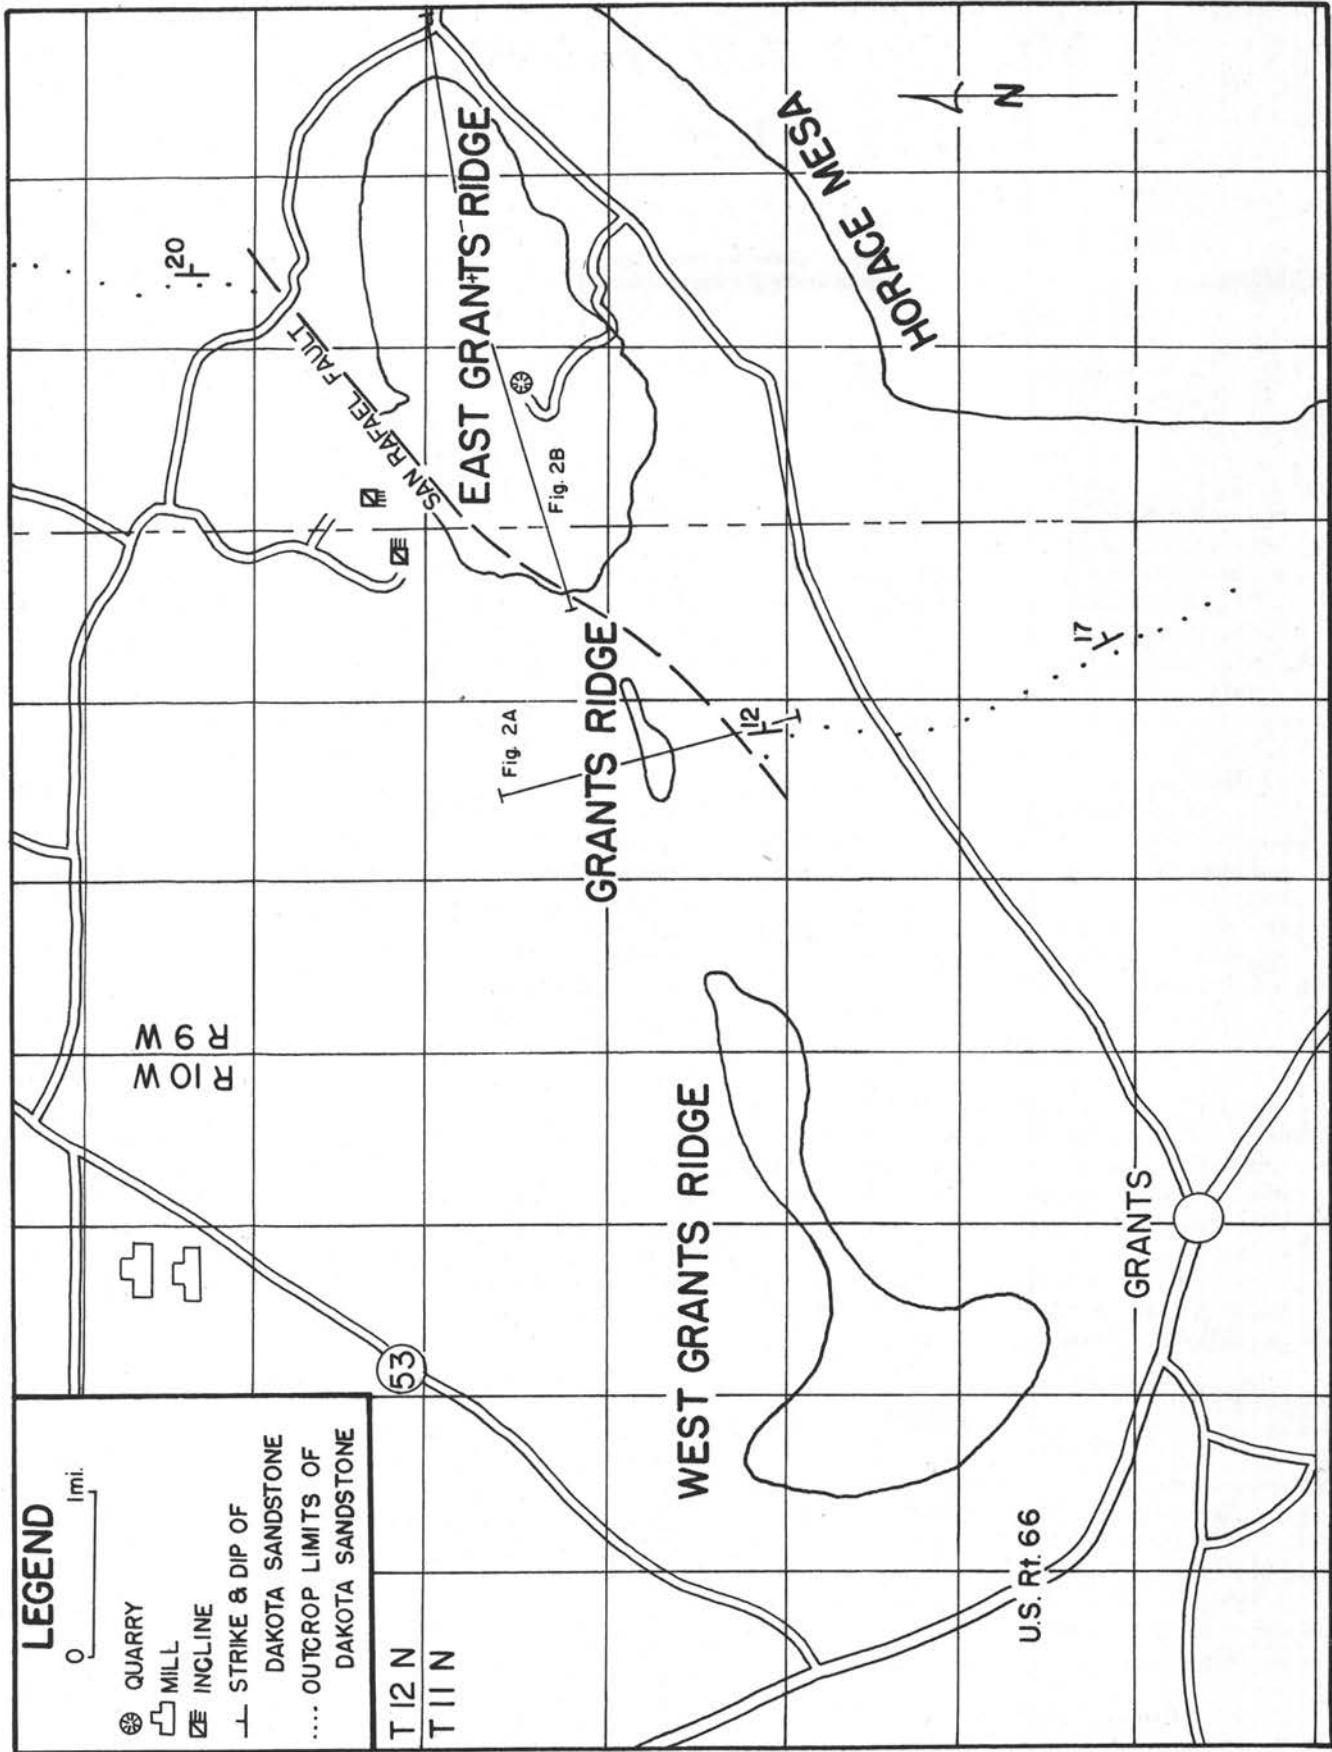 LEGEND
0 1mi.
QUARRY
MILL
INCLINE
STRIKE & DIP OF
DAKOTA SANDSTONE
.... OUTCROP LIMITS OF
DAKOTA SANDSTONE
T 12 N
T 11 N
53
R 10 W
R 9 W
SAN RAFAEL FAULT
20
EAST GRANTS RIDGE
Fig. 2B
Fig. 2A
GRANTS RIDGE
12
17
WEST GRANTS RIDGE
HORACE MESA
N
GRANTS
U.S. Rt. 66